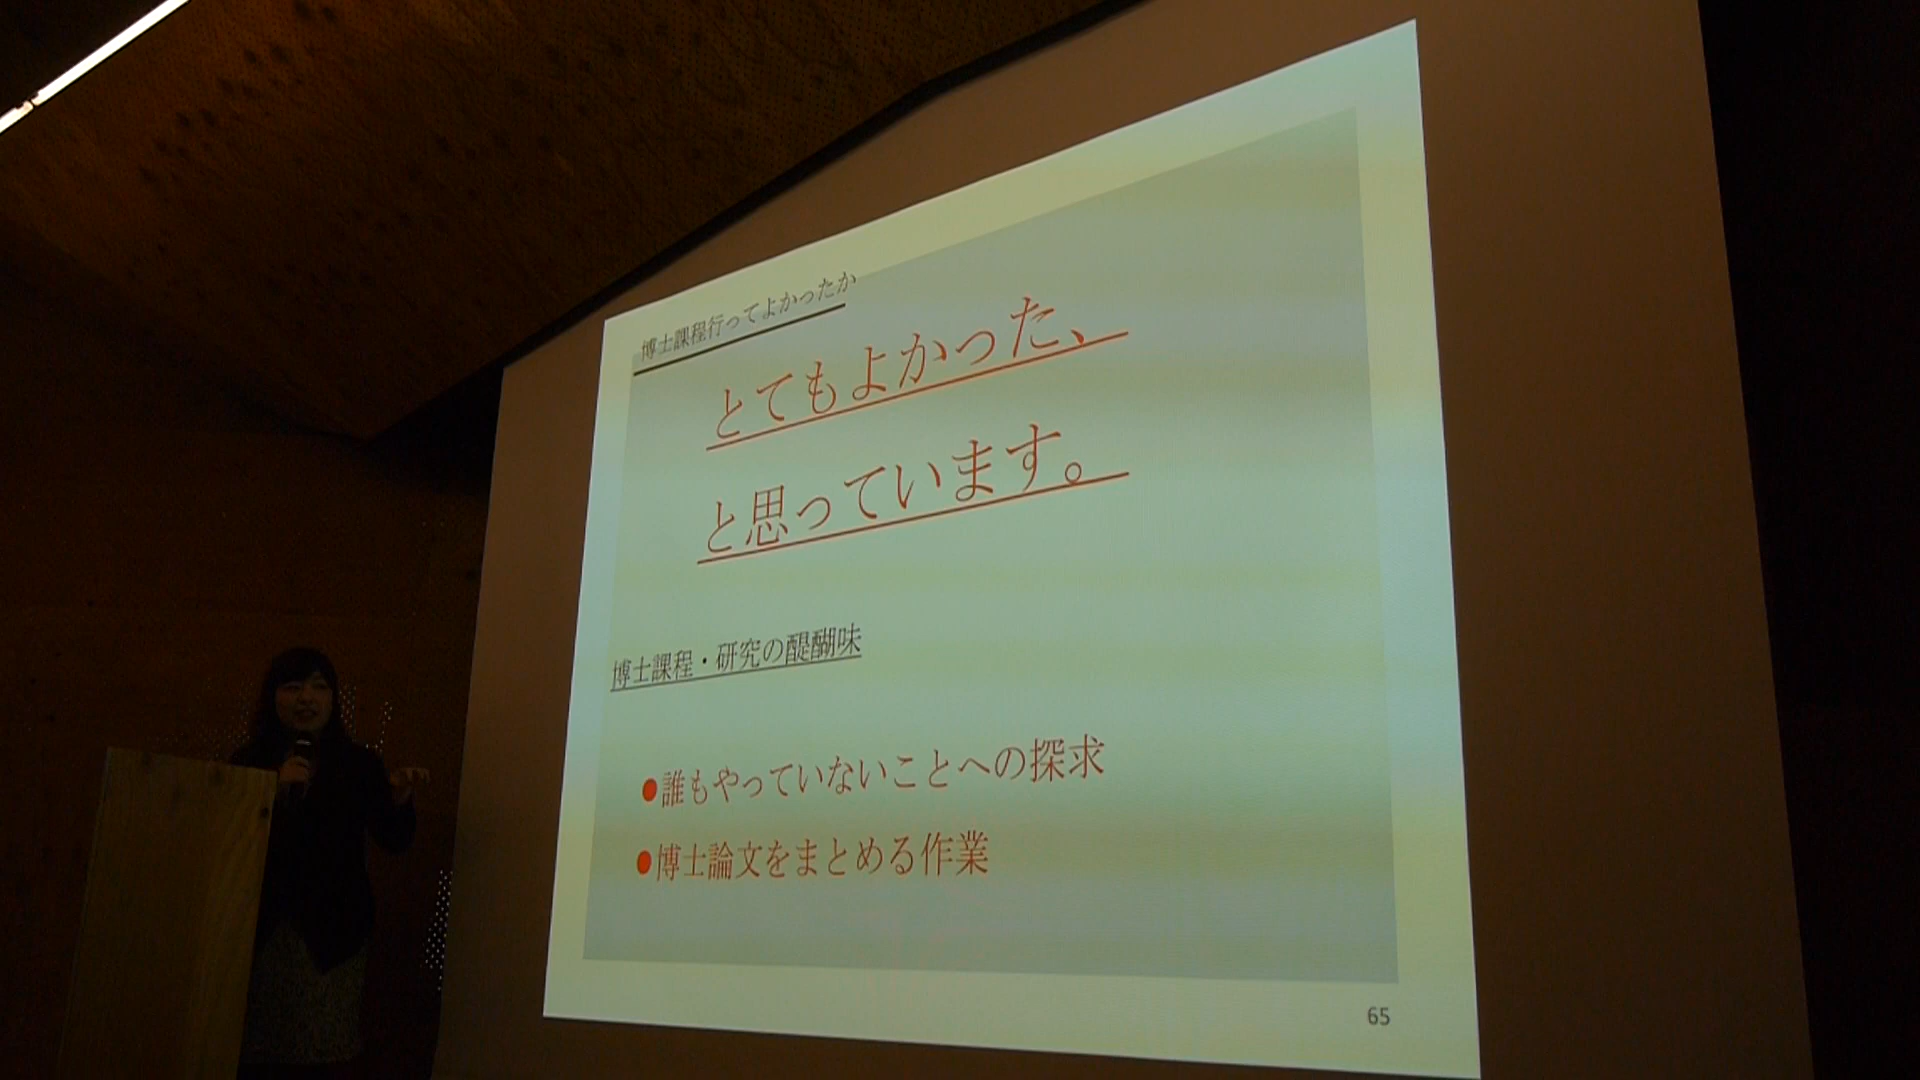 博士課程行ってよかったか
とてもよかった、
と思っています。
博士課程・研究の醍醐味
●誰もやっていないことへの探求
●博士論文をまとめる作業
65